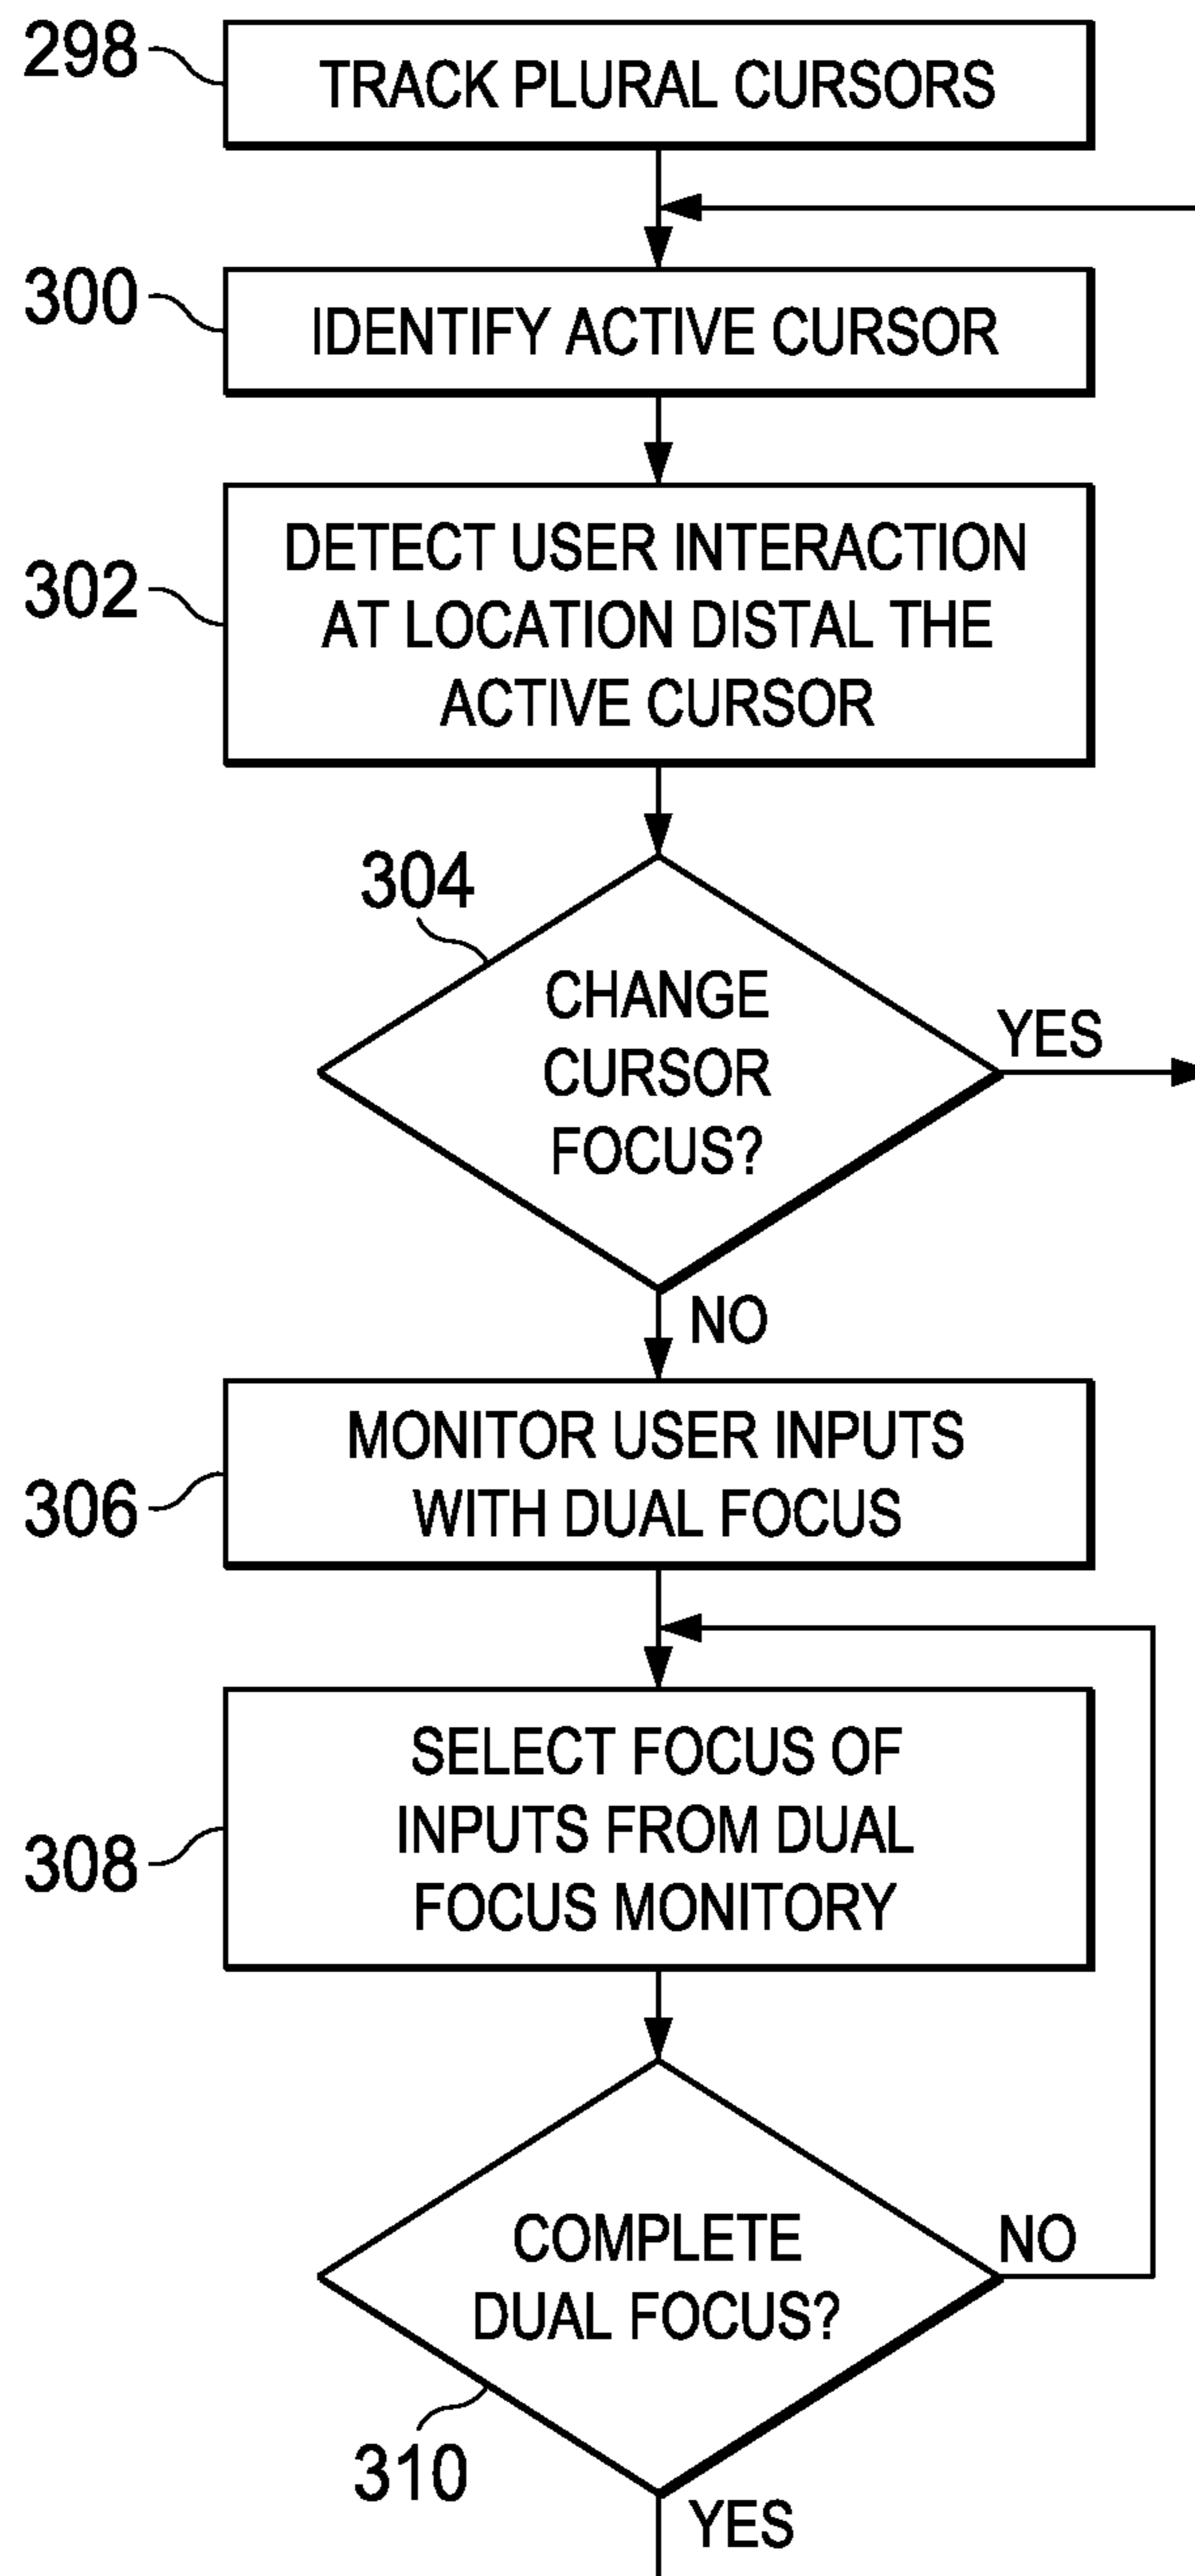 298
TRACK PLURAL CURSORS
300
IDENTIFY ACTIVE CURSOR
302
DETECT USER INTERACTION
AT LOCATION DISTAL THE
ACTIVE CURSOR
304
CHANGE
CURSOR
FOCUS?
YES
NO
306
MONITOR USER INPUTS
WITH DUAL FOCUS
308
SELECT FOCUS OF
INPUTS FROM DUAL
FOCUS MONITORY
COMPLETE
DUAL FOCUS?
NO
310
YES